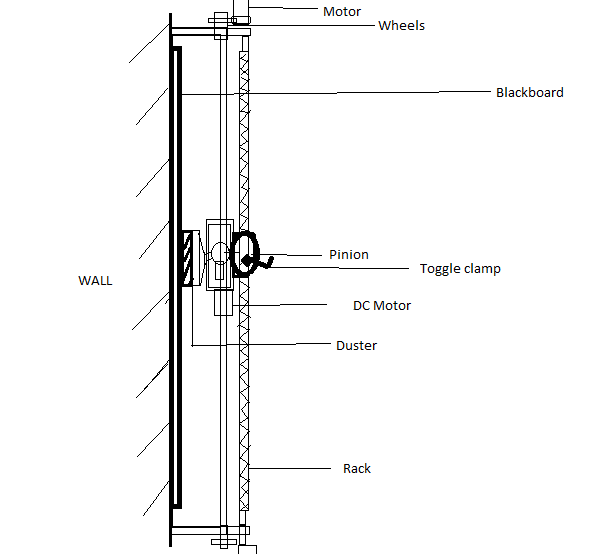 Motor
Wheels
Blackboard
Pinion
Toggle clamp
WALL
DC Motor
Duster
Rack